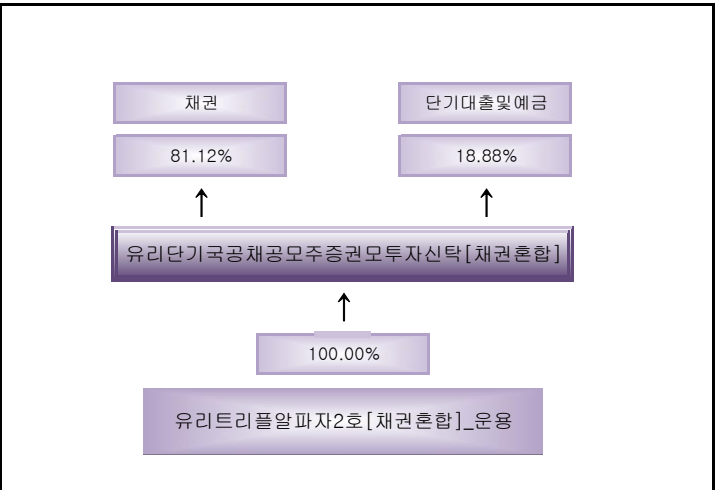 채권
단기대출및예금
81.12%
18.88%
↑
↑
유리단기국공채공모주증권모투자신탁[채권혼합]
↑
100.00%
유리트리플알파자2호[채권혼합]_운용